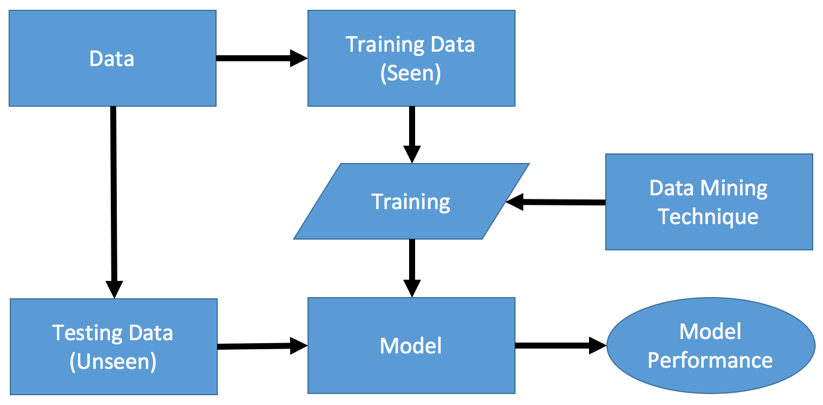 Data
Training Data
(Seen)
Training
Data Mining
Technique
Testing Data
(Unseen)
Model
Model
Performance